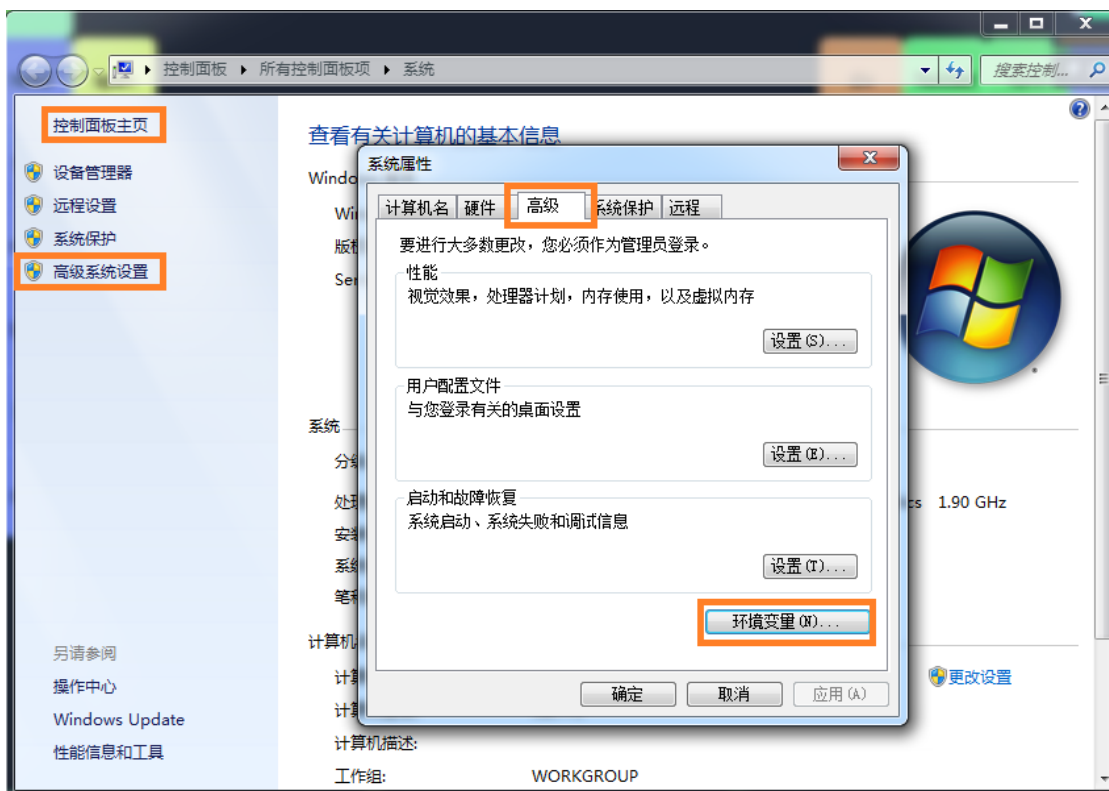 控制面板 ▸ 所有控制面板项 ▸ 系统
搜索控制...
控制面板主页
设备管理器
远程设置
系统保护
高级系统设置
另请参阅
操作中心
Windows Update
性能信息和工具
查看有关计算机的基本信息
系统
计算机描述:
工作组: WORKGROUP
1.90 GHz
更改设置
系统属性
计算机名 硬件 高级 系统保护 远程
要进行大多数更改，您必须作为管理员登录。
性能
视觉效果，处理器计划，内存使用，以及虚拟内存
设置(S)...
用户配置文件
与您登录有关的桌面设置
设置(E)...
启动和故障恢复
系统启动、系统失败和调试信息
设置(T)...
环境变量(N)...
确定 取消 应用(A)